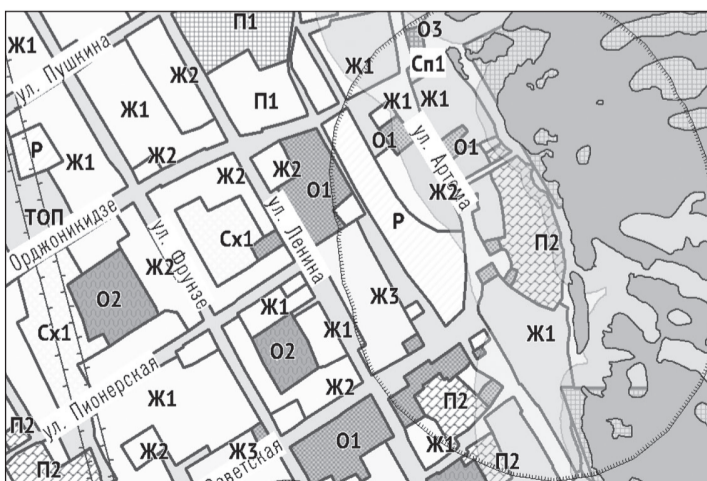 Ж1
ул. Пушкина
Ж2
П1
О3
Ж1
Сп1
Ж1
П1
Ж1
Ж1
О1
ул. Артема
О1
Р
Ж1
Ж2
Ж2
Ж2
О1
Ж2
ТОП
Р
Орджоникидзе
ул. Фрунзе
Сх1
ул. Ленина
П2
Ж2
О2
Ж3
Сх1
Ж1
Ж1
Ж1
О2
ул. Пионерская
Ж2
Ж1
П2
П2
П2
Ж2
Ж3
О1
Ж1
П2